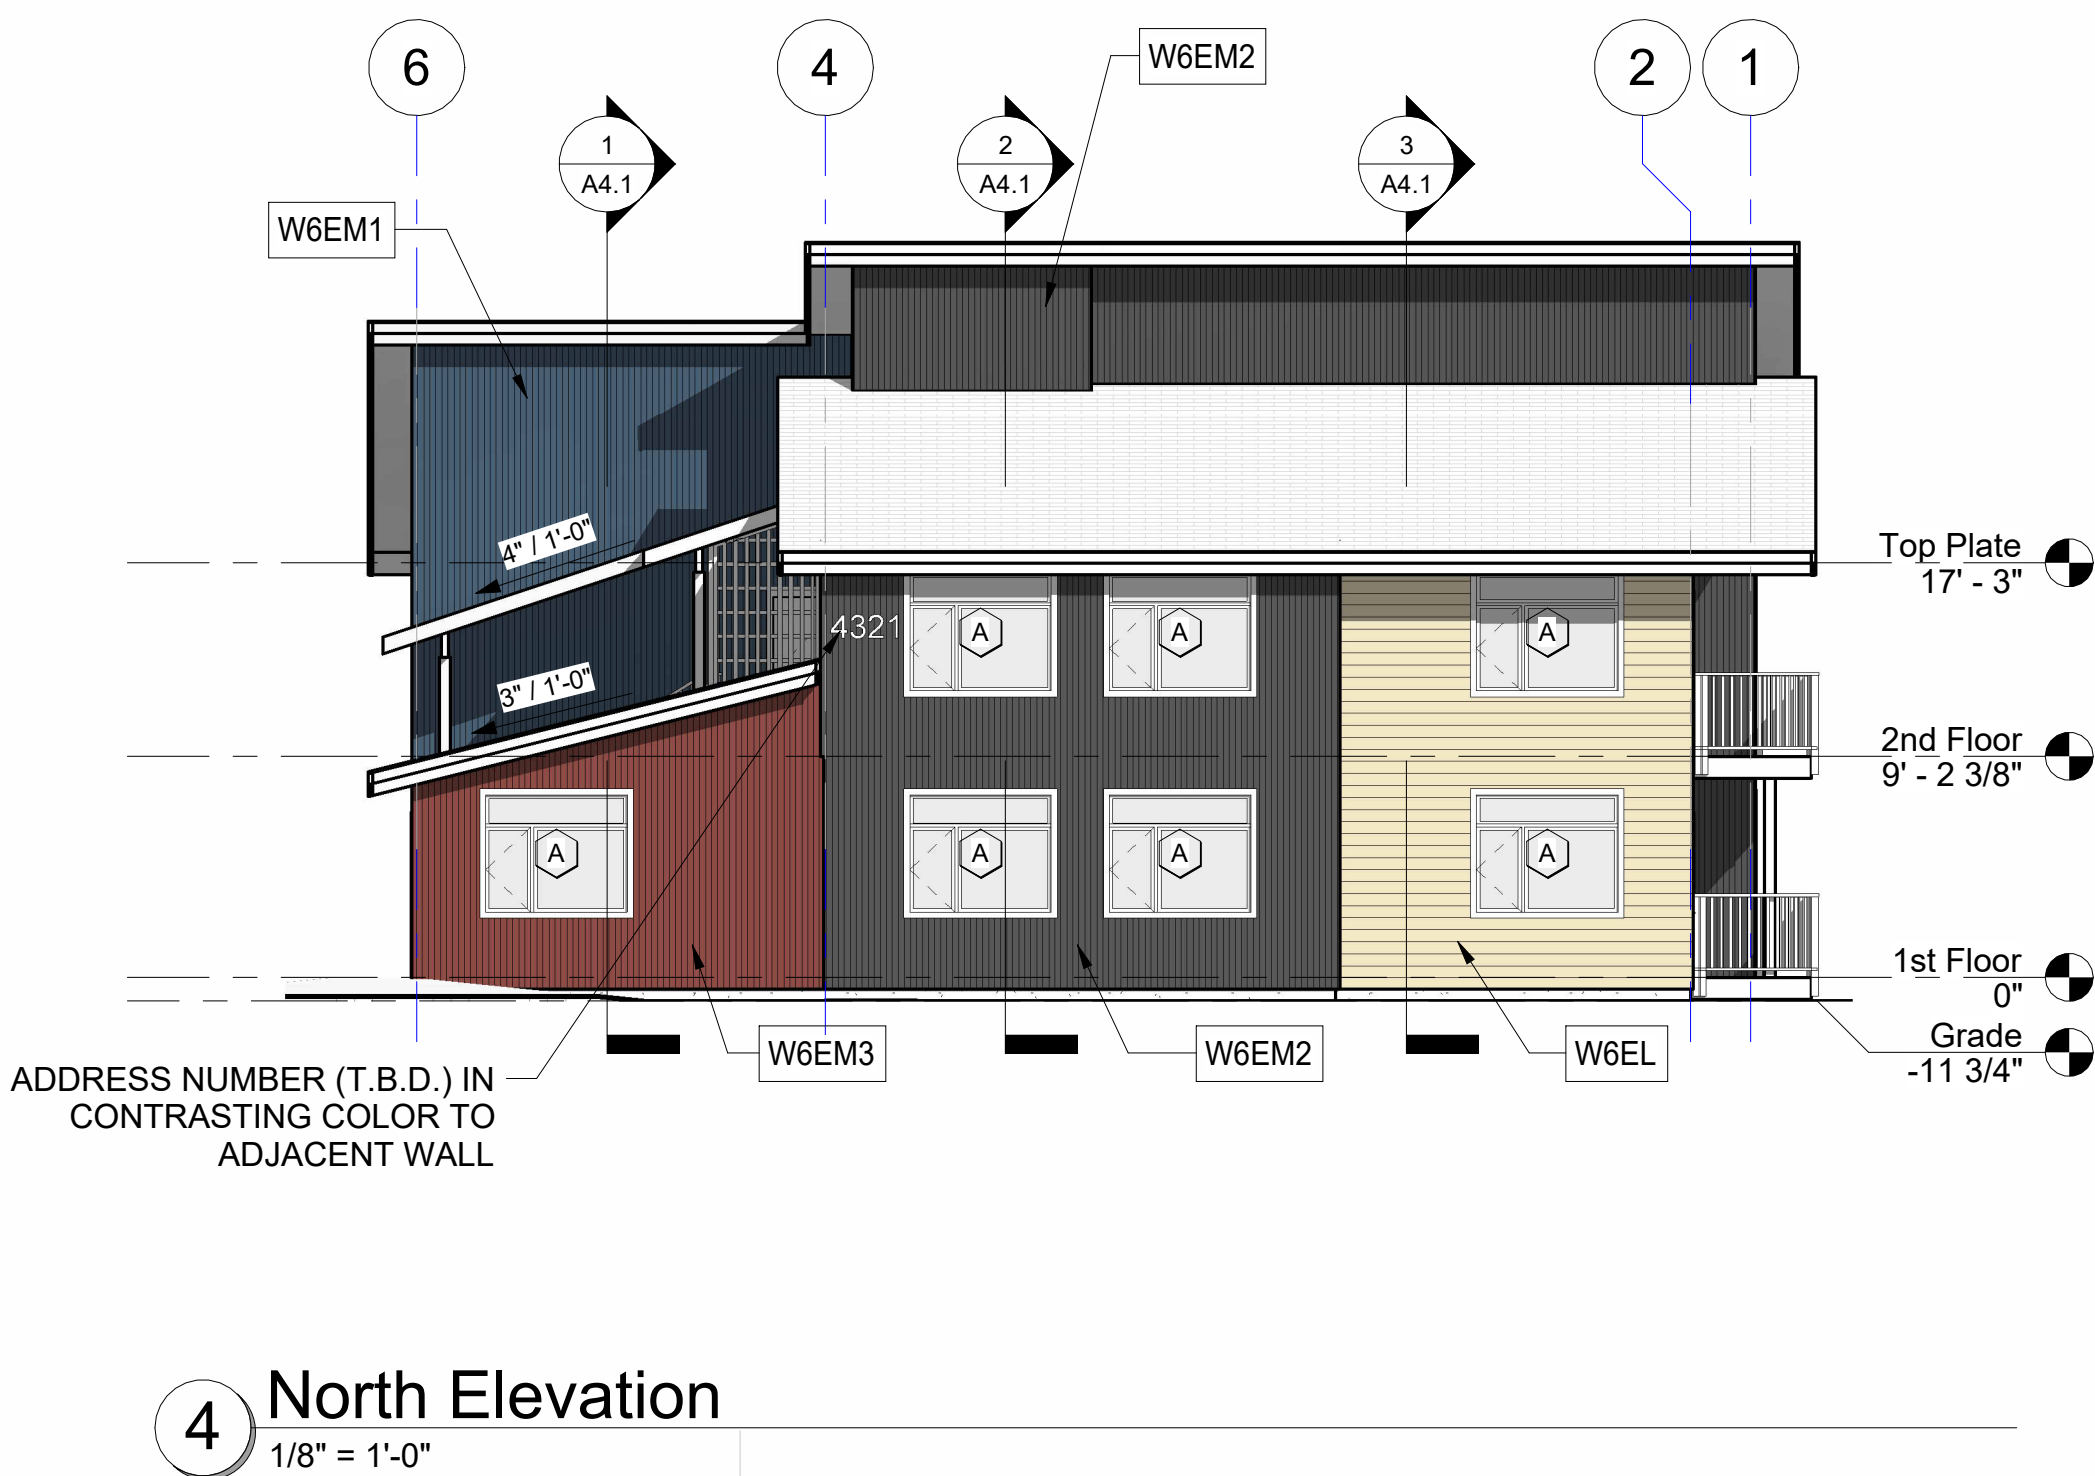 6
4
2
1
W6EM2
1
A4.1
2
A4.1
3
A4.1
W6EM1
4" / 1'-0"
Top Plate
17' - 3"
4321
A
A
A
3" / 1'-0"
2nd Floor
9' - 2 3/8"
A
A
A
A
1st Floor
0"
Grade
-11 3/4"
W6EM3
W6EM2
W6EL
ADDRESS NUMBER (T.B.D.) IN
CONTRASTING COLOR TO
ADJACENT WALL
4
North Elevation
1/8" = 1'-0"